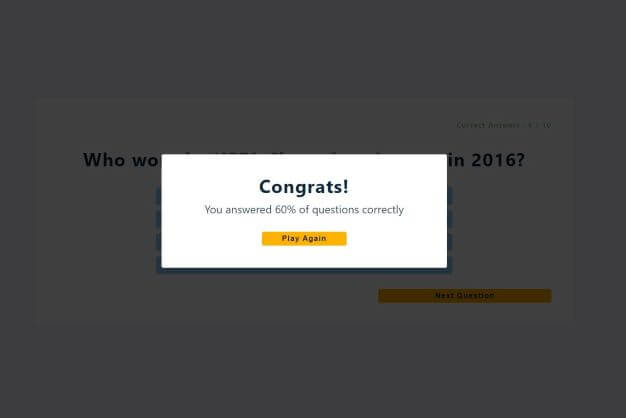 Correct Answers : 6 / 10
Who wo in 2016?
Congrats!
You answered 60% of questions correctly
Play Again
Next Question